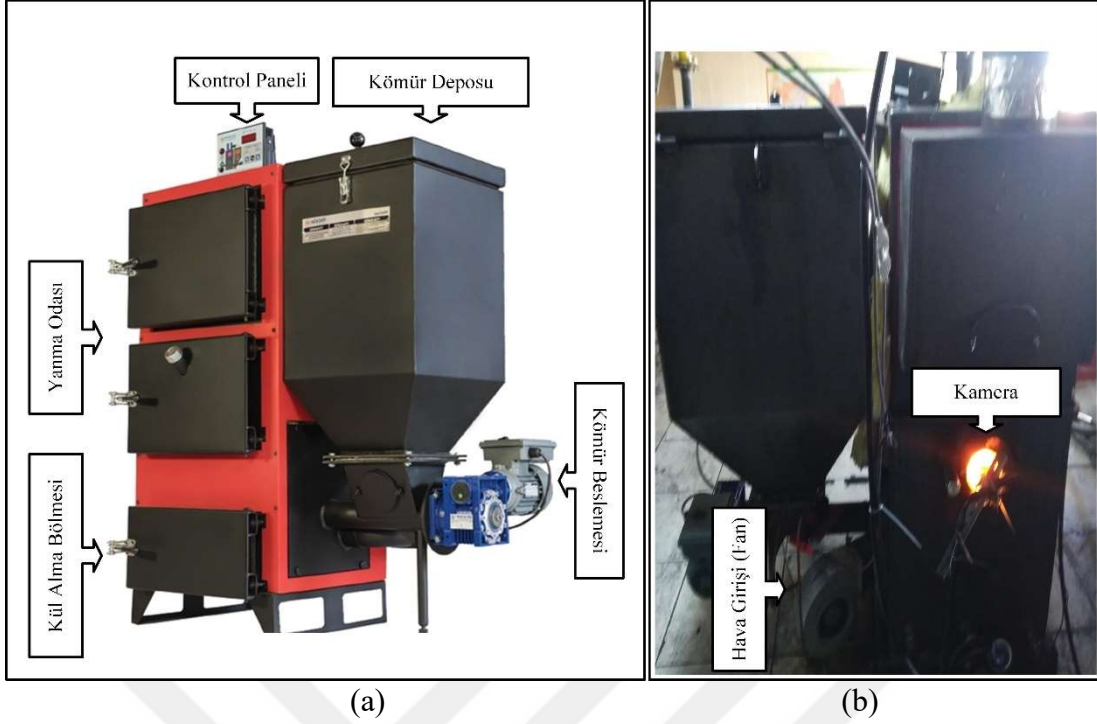 Kontrol Paneli
Kömür Deposu
Yanma Odası
Kül Alma Bölmesi
Kömür Beslemesi
Kamera
Hava Girişi (Fan)
(a)
(b)